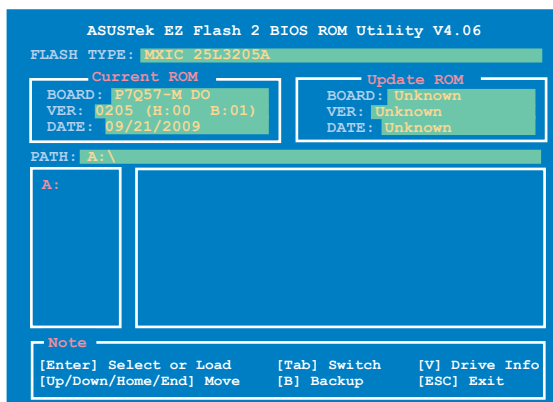 ASUSTek EZ Flash 2 BIOS ROM Utility V4.06
FLASH TYPE: MXIC 25L3205A
Current ROM
BOARD: P7Q57-M DO
VER: 0205 (H:00 B:01)
DATE: 09/21/2009
Update ROM
BOARD: Unknown
VER: Unknown
DATE: Unknown
PATH: A:\
A:
Note
[Enter] Select or Load [Tab] Switch [V] Drive Info
[Up/Down/Home/End] Move [B] Backup [ESC] Exit